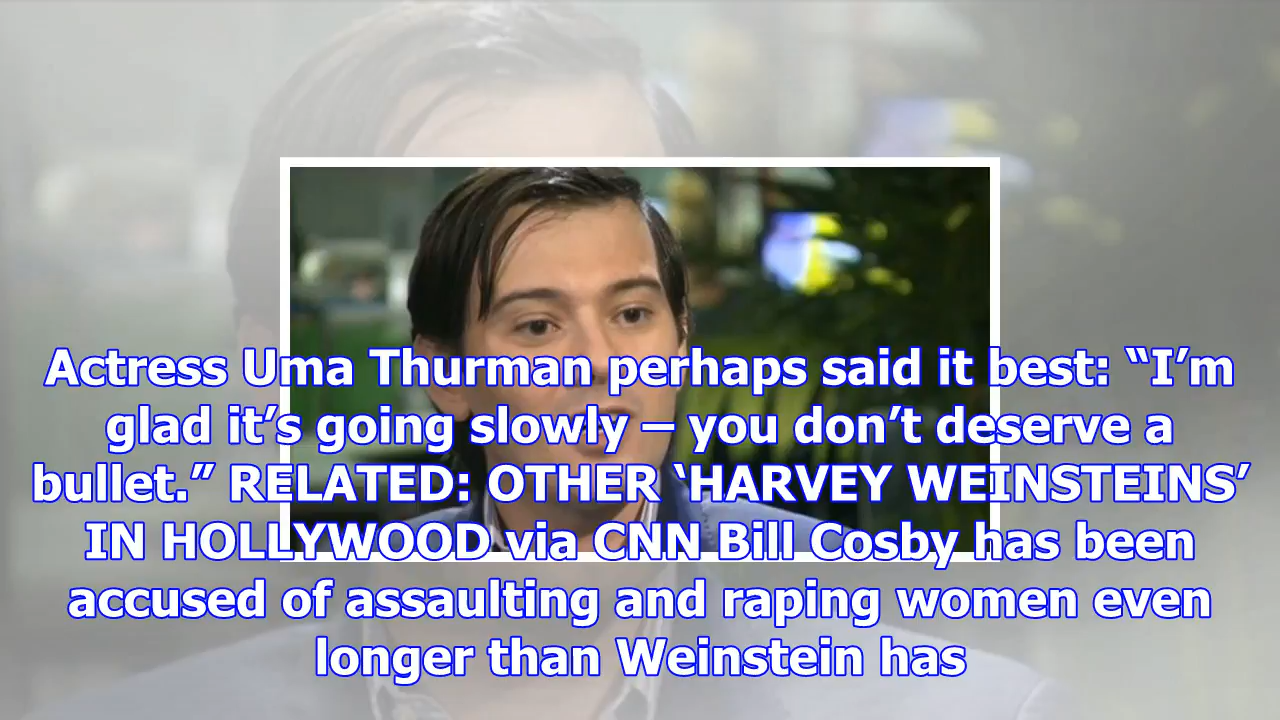 Actress Uma Thurman perhaps said it best: “I’m
glad it’s going slowly – you don’t deserve a
bullet.” RELATED: OTHER ‘HARVEY WEINSTEINS’
IN HOLLYWOOD via CNN Bill Cosby has been
accused of assaulting and raping women even
longer than Weinstein has